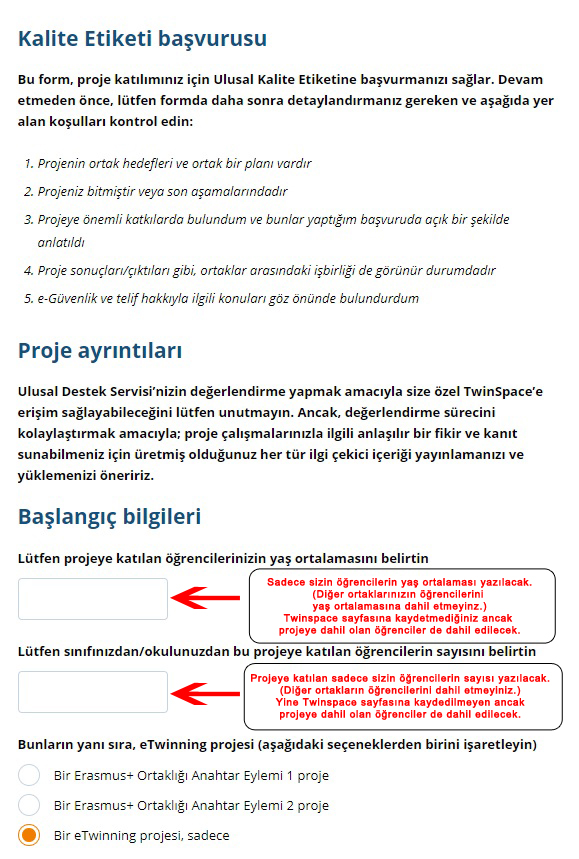 Kalite Etiketi başvurusu
Bu form, proje katılımınız için Ulusal Kalite Etiketine başvurmanızı sağlar. Devam
etmeden önce, lütfen formda daha sonra detaylandırmanız gereken ve aşağıda yer
alan koşulları kontrol edin:
1. Projenin ortak hedefleri ve ortak bir planı vardır
2. Projeniz bitmiştir veya son aşamalarındadır
3. Projeye önemli katkılarda bulundum ve bunlar yaptığım başvuruda açık bir şekilde
anlatıldı
4. Proje sonuçları/çıktıları gibi, ortaklar arasındaki işbirliği de görünür durumdadır
5. e-Güvenlik ve telif hakkıyla ilgili konuları göz önünde bulundurdum
Proje ayrıntıları
Ulusal Destek Servisi’nizin değerlendirme yapmak amacıyla size özel TwinSpace’e
erişim sağlayabileceğini lütfen unutmayın. Ancak, değerlendirme sürecini
kolaylaştırmak amacıyla; proje çalışmalarınızla ilgili anlaşılır bir fikir ve kanıt
sunabilmeniz için üretmiş olduğunuz her tür ilgi çekici içeriği yayınlamanızı ve
yüklemenizi öneririz.
Başlangıç bilgileri
Lütfen projeye katılan öğrencilerinizin yaş ortalamasını belirtin
Sadece sizin öğrencilerin yaş ortalaması yazılacak.
(Diğer ortaklarınızın öğrencilerini
yaş ortalamasına dahil etmeyinz.)
Twinspace sayfasına kaydetmediğiniz ancak
projeye dahil olan öğrenciler de dahil edilecek.
Lütfen sınıfınızdan/okulunuzdan bu projeye katılan öğrencilerin sayısını belirtin
Projeye katılan sadece sizin öğrencilerin sayısı yazılacak.
(Diğer ortakların öğrencilerini dahil etmeyiniz.)
Yine Twinspace sayfasına kaydedilmeyen ancak
projeye dahil olan öğrenciler de dahil edilecek.
Bunların yanı sıra, eTwinning projesi (aşağıdaki seçeneklerden birini işaretleyin)
Bir Erasmus+ Ortaklığı Anahtar Eylemi 1 proje
Bir Erasmus+ Ortaklığı Anahtar Eylemi 2 proje
Bir eTwinning projesi, sadece